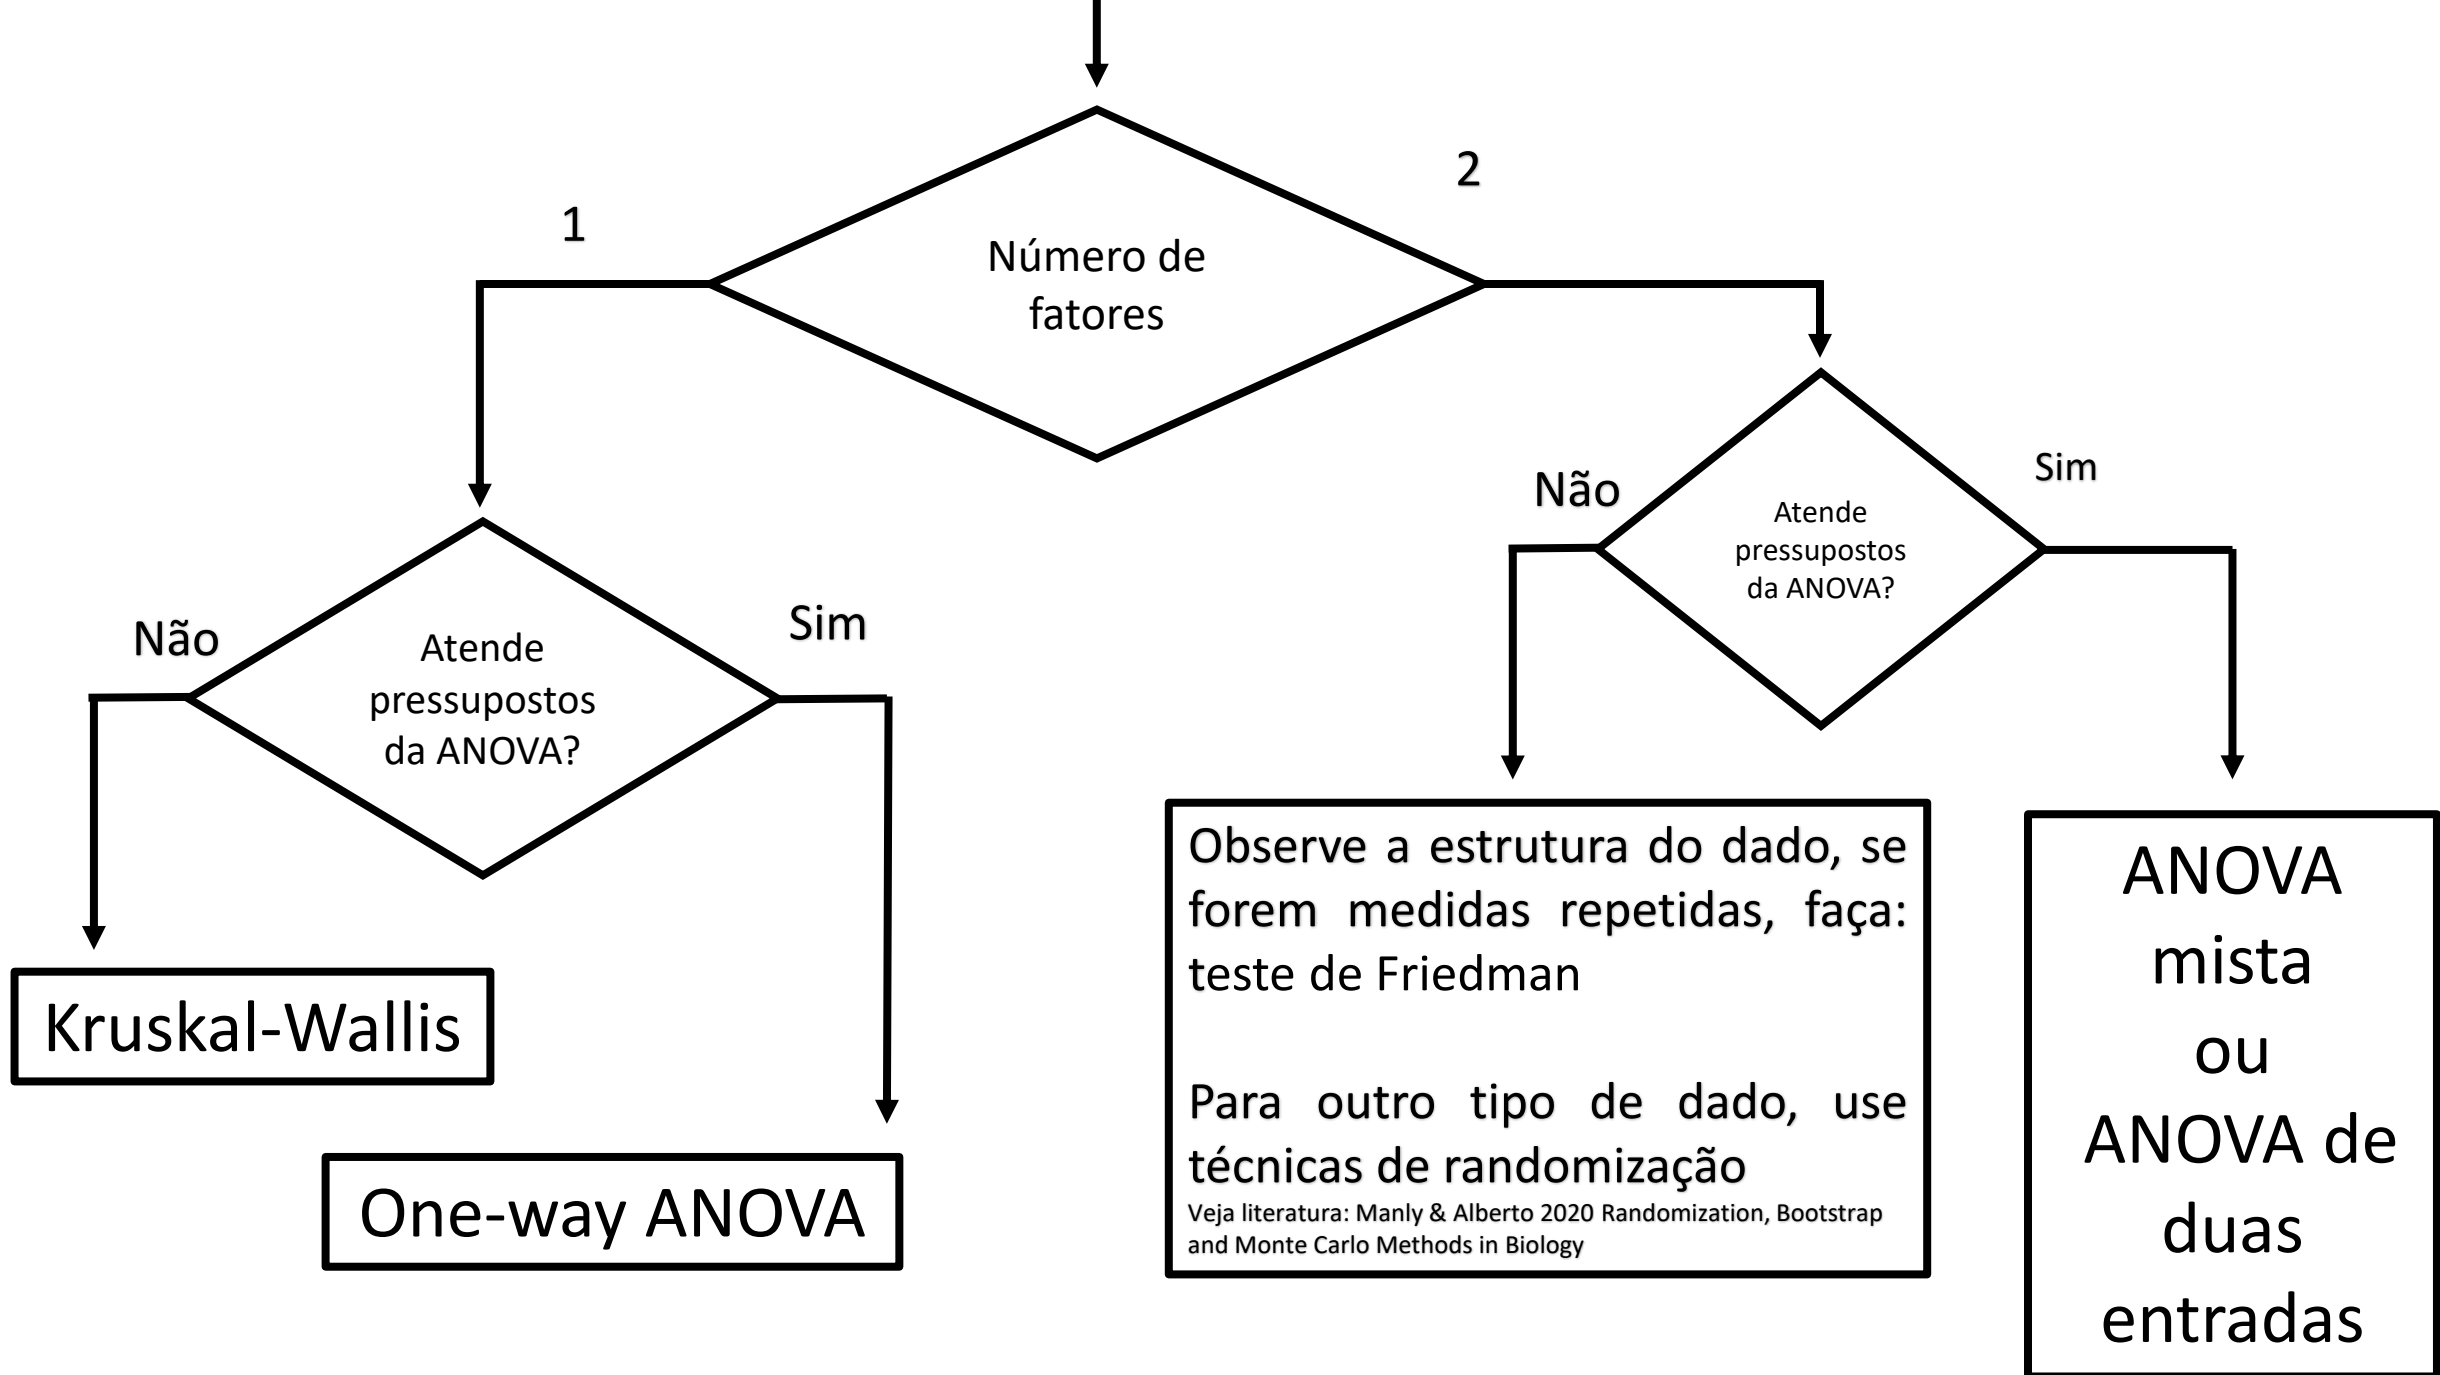 2
1
Número de
fatores
Sim
Não
Atende
pressupostos
da ANOVA?
Sim
Não
Atende
pressupostos
da ANOVA?
Observe a estrutura do dado, se
forem medidas repetidas, faça:
teste de Friedman
Para outro tipo de dado, use
técnicas de randomização
Veja literatura: Manly & Alberto 2020 Randomization, Bootstrap
and Monte Carlo Methods in Biology
ANOVA
mista
ou
ANOVA de
duas
entradas
Kruskal-Wallis
One-way ANOVA